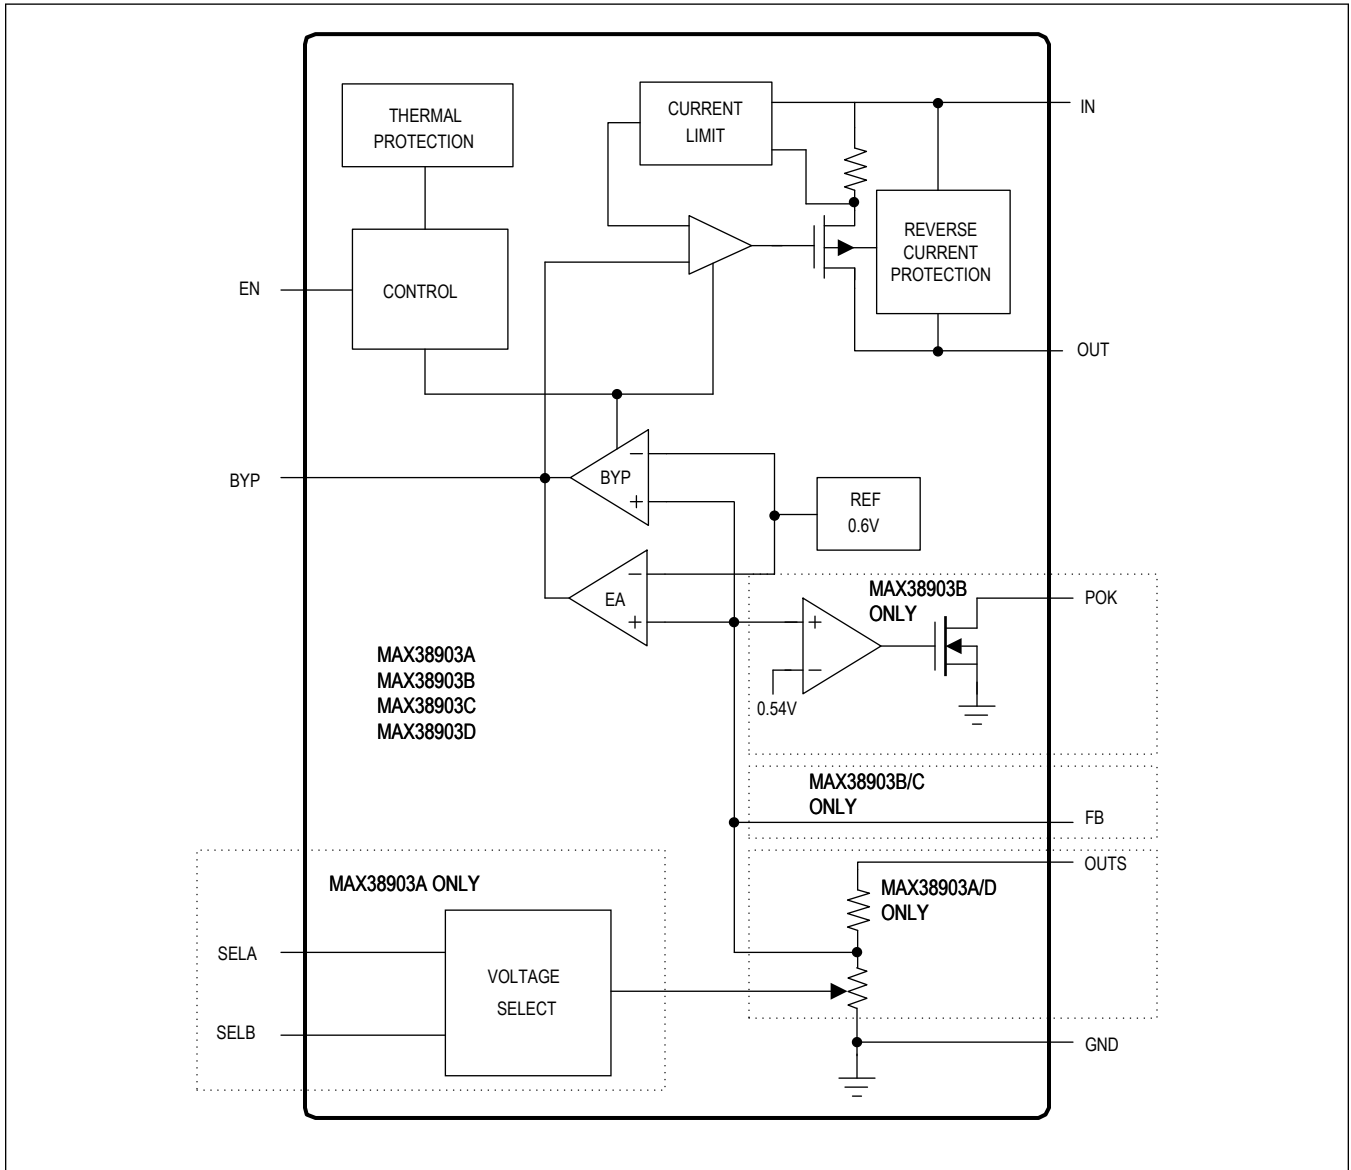 THERMAL
PROTECTION
CURRENT
LIMIT
IN
REVERSE
CURRENT
PROTECTION
EN
CONTROL
OUT
BYP
BYP
−
+
REF
0.6V
EA
−
+
MAX38903B
ONLY
POK
+
−
0.54V
MAX38903A
MAX38903B
MAX38903C
MAX38903D
MAX38903B/C
ONLY
FB
OUTS
MAX38903A/D
ONLY
MAX38903A ONLY
SELA
VOLTAGE
SELECT
SELB
GND